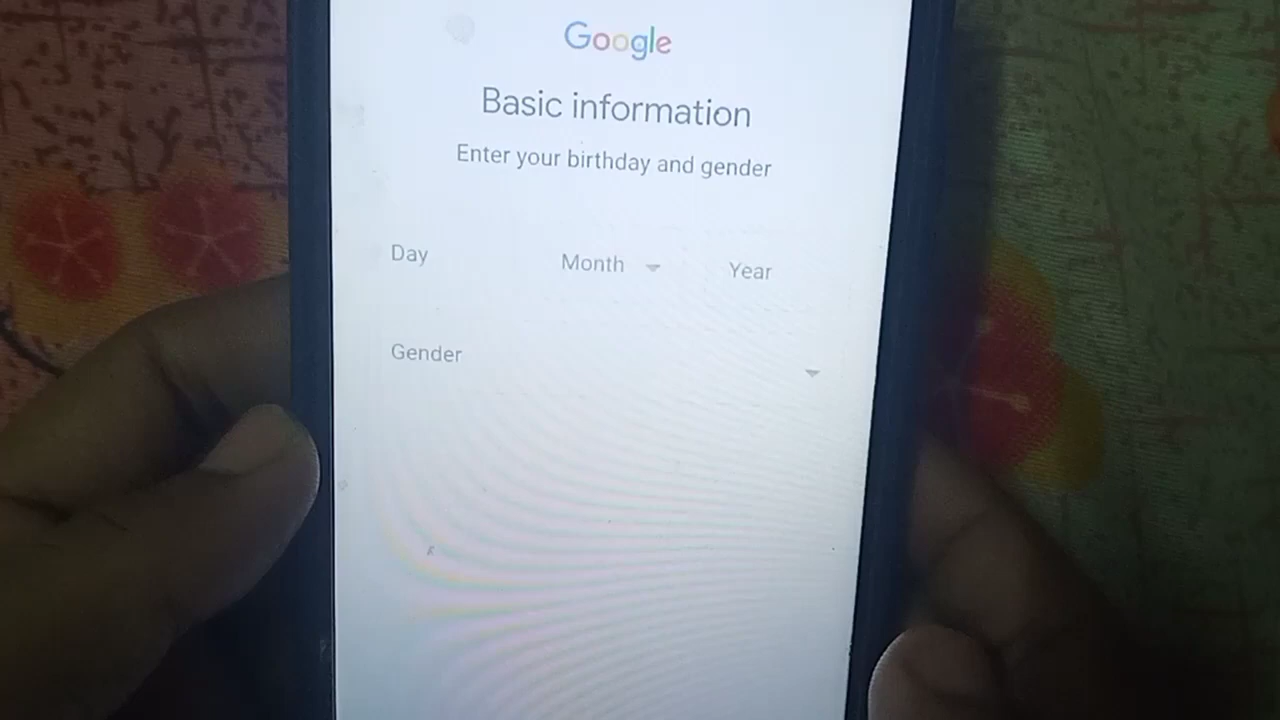 Google
Basic information
Enter your birthday and gender
Day Month Year
Gender